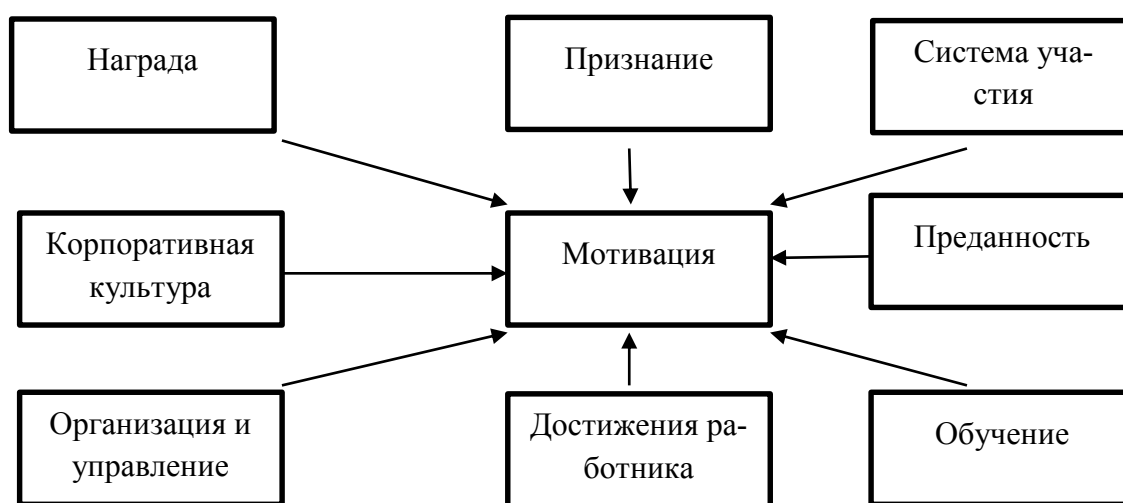 Награда
Признание
Система уча-
стия
Корпоративная
культура
Мотивация
Преданность
Организация и
управление
Достижения ра-
ботника
Обучение